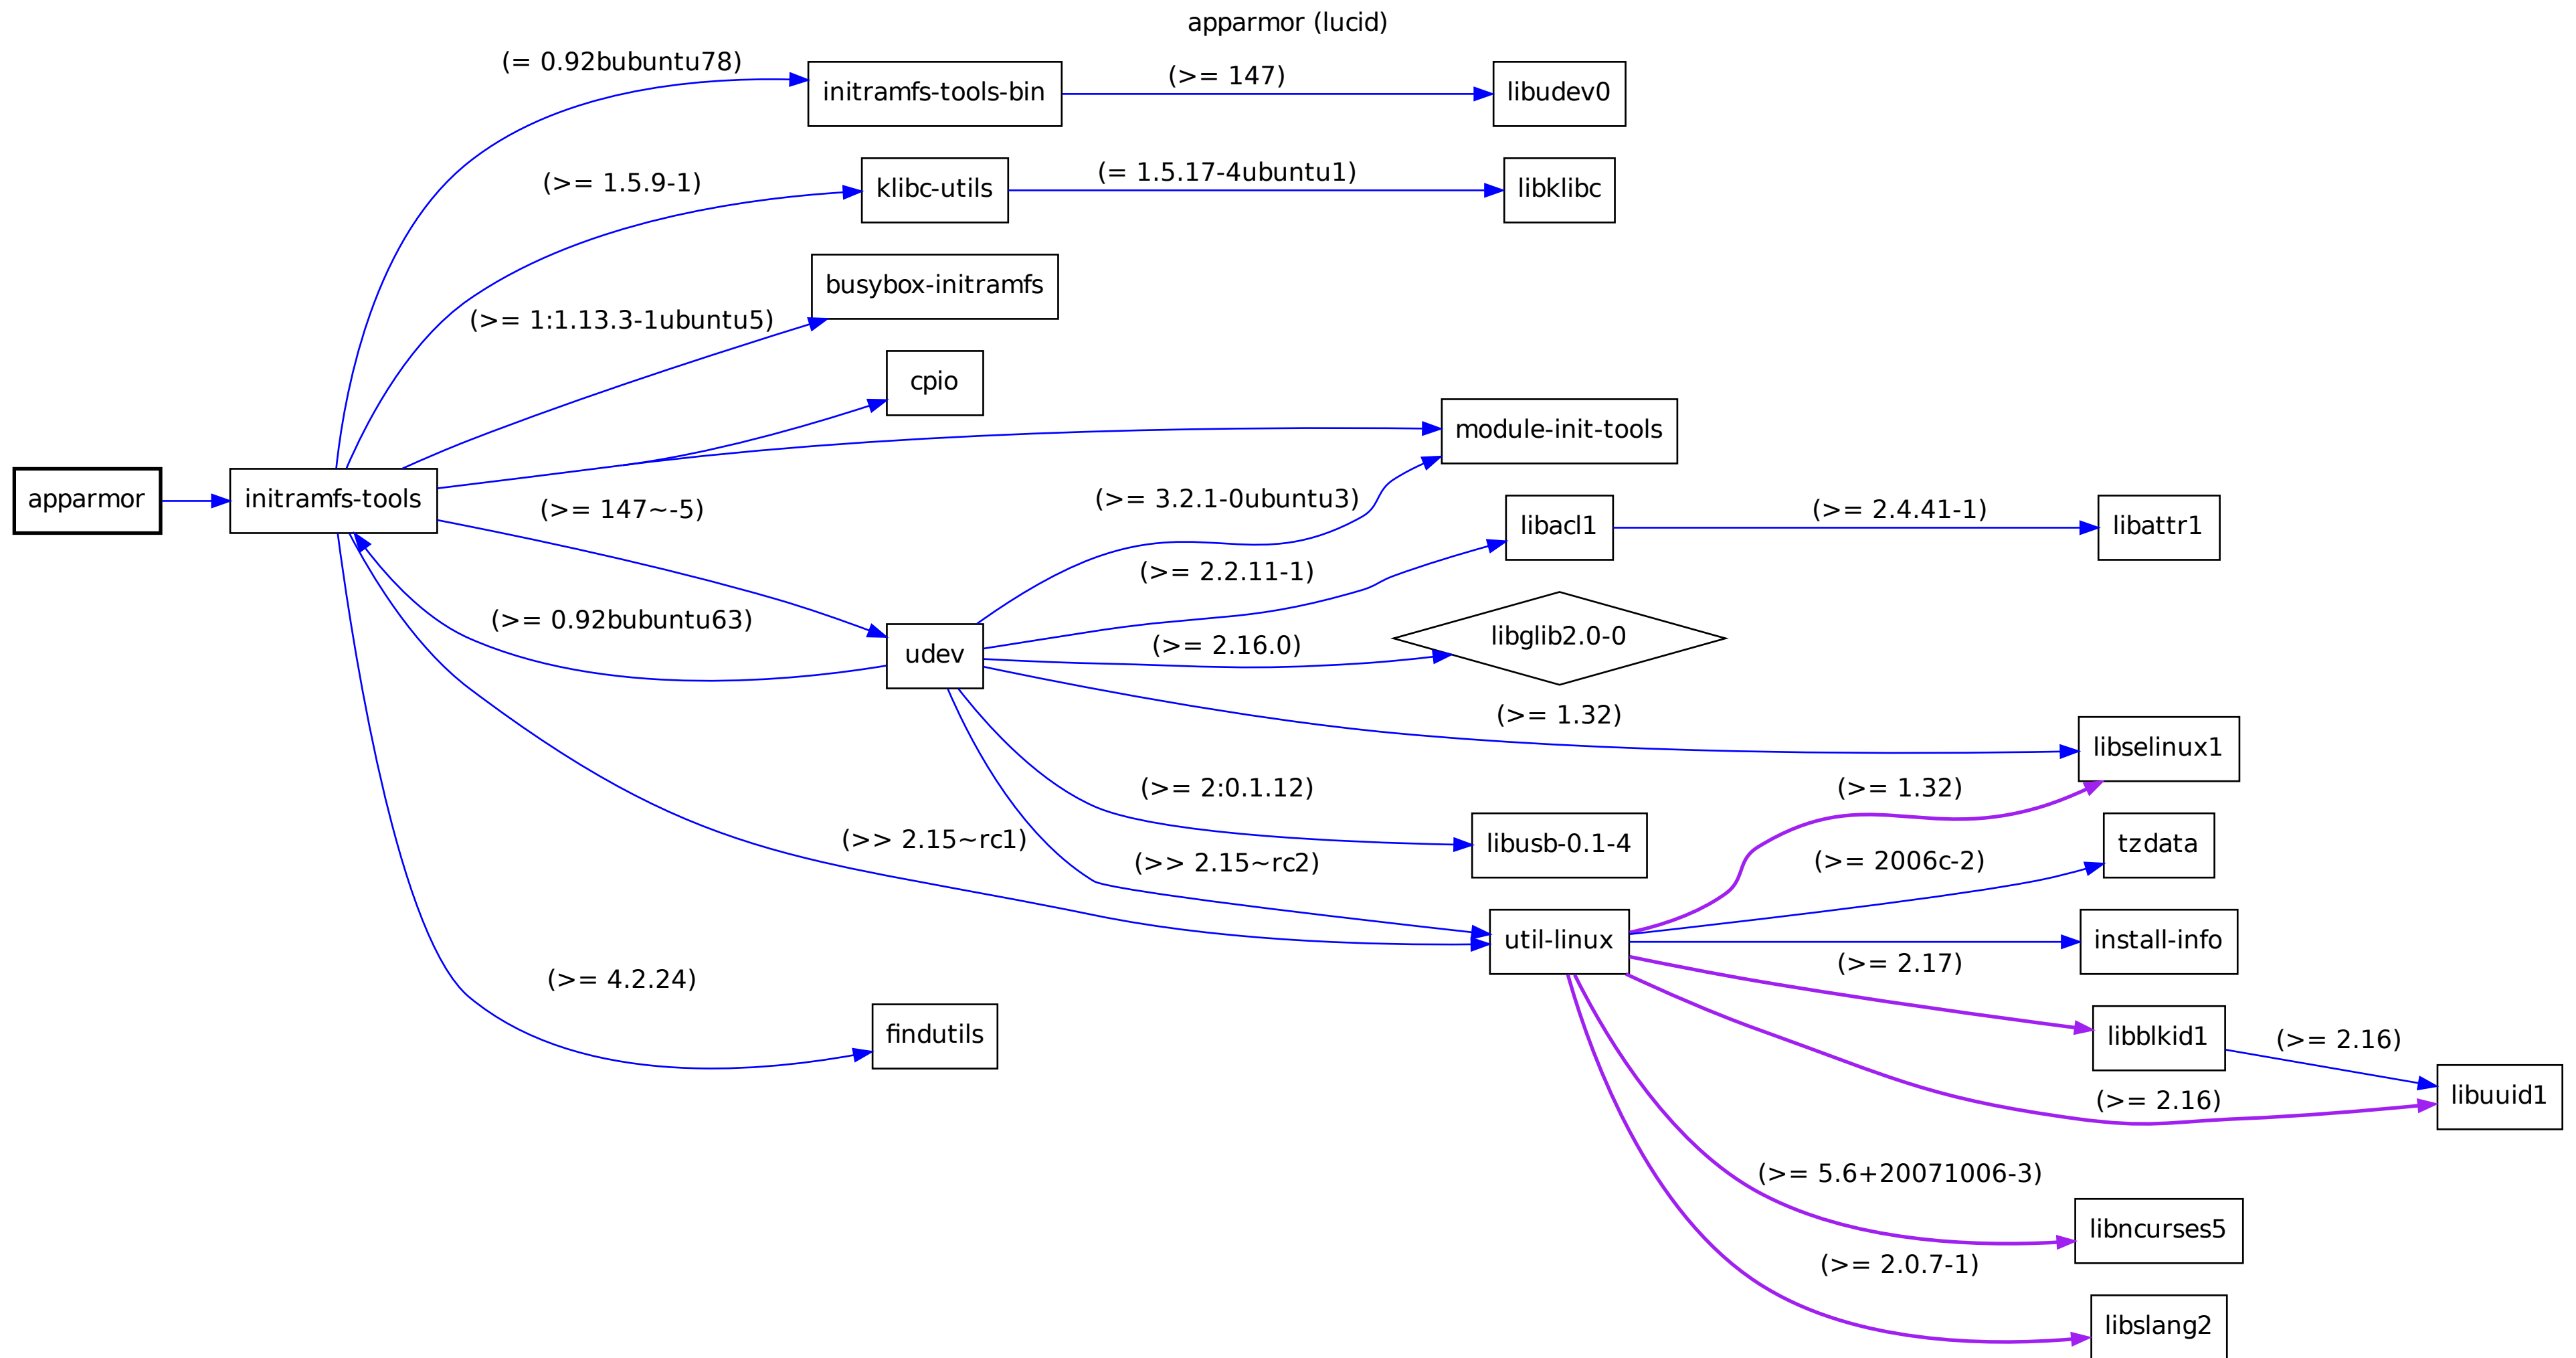 apparmor (lucid)
(= 0.92bubuntu78)
initramfs-tools-bin
(>= 147)
libudev0
(>= 1.5.9-1)
klibc-utils
(= 1.5.17-4ubuntu1)
libklibc
busybox-initramfs
(>= 1:1.13.3-1ubuntu5)
cpio
module-init-tools
apparmor
initramfs-tools
(>= 147~-5)
(>= 3.2.1-0ubuntu3)
libacl1
(>= 2.4.41-1)
libattr1
(>= 2.2.11-1)
(>= 0.92bubuntu63)
udev
(>= 2.16.0)
libglib2.0-0
(>= 1.32)
libselinux1
(>= 2:0.1.12)
(>= 1.32)
(>> 2.15~rc1)
(>> 2.15~rc2)
libusb-0.1-4
(>= 2006c-2)
tzdata
util-linux
install-info
(>= 2.17)
(>= 4.2.24)
findutils
libblkid1
(>= 2.16)
(>= 2.16)
libuuid1
(>= 5.6+20071006-3)
libncurses5
(>= 2.0.7-1)
libslang2